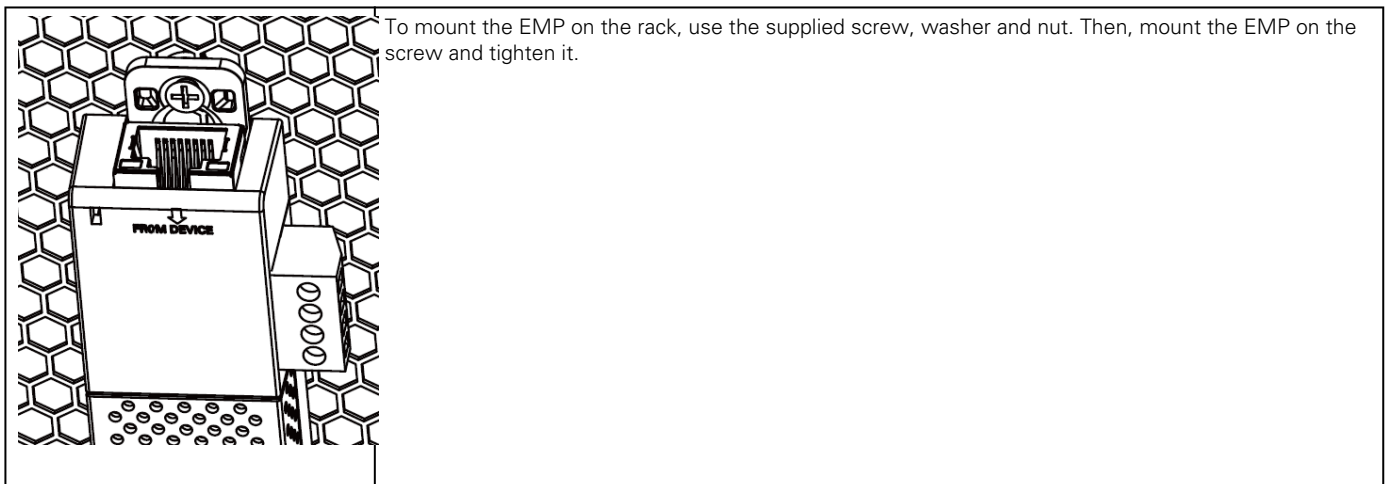 To mount the EMP on the rack, use the supplied screw, washer and nut. Then, mount the EMP on the
screw and tighten it.
FROM DEVICE